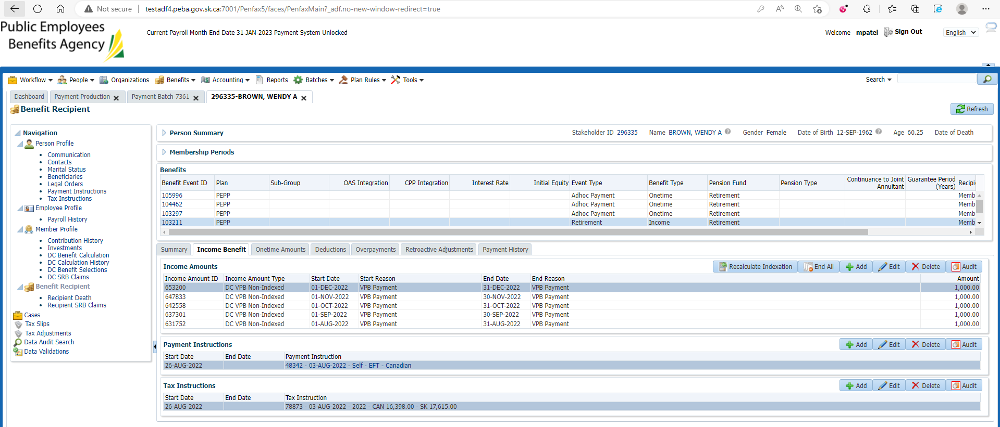 Not secure testadf4.peba.gov.sk.ca:7001/Penfax5/faces/PenfaxMain?_adf.no-new-window-redirect=true
Public Employees
Benefits Agency
Current Payroll Month End Date 31-JAN-2023 Payment System Unlocked
Welcome mpatel Sign Out English
Workflow People Organizations Benefits Accounting Reports Batches Plan Rules Tools Search
Dashboard Payment Production Payment Batch-7361 296335-BROWN, WENDY A
Benefit Recipient Refresh
Navigation
Person Profile
Communication
Contacts
Marital Status
Beneficiaries
Legal Orders
Payment Instructions
Tax Instructions
Employee Profile
Payroll History
Member Profile
Contribution History
Investments
DC Benefit Calculation
DC Calculation History
DC Benefit Selections
DC SRB Claims
Benefit Recipient
Recipient Death
Recipient SRB Claims
Cases
Tax Slips
Tax Adjustments
Data Audit Search
Data Validations
Person Summary Stakeholder ID 296335 Name BROWN, WENDY A Gender Female Date of Birth 12-SEP-1962 Age 60.25 Date of Death
Membership Periods
Benefits
Benefit Event ID Plan Sub-Group OAS Integration CPP Integration Interest Rate Initial Equity Event Type Benefit Type Pension Fund Pension Type Continuance to Joint Annuitant Guarantee Period (Years) Recipi
105996 PEPP Adhoc Payment Onetime Retirement Memb
104462 PEPP Adhoc Payment Onetime Retirement Memb
103297 PEPP Adhoc Payment Onetime Retirement Memb
103211 PEPP Retirement Income Retirement Memb
Summary Income Benefit Onetime Amounts Deductions Overpayments Retroactive Adjustments Payment History
Income Amounts Recalculate Indexation End All Add Edit Delete Audit
Income Amount ID Income Amount Type Start Date Start Reason End Date End Reason Amount
653200 DC VPB Non-Indexed 01-DEC-2022 VPB Payment 31-DEC-2022 VPB Payment 1,000.00
647833 DC VPB Non-Indexed 01-NOV-2022 VPB Payment 30-NOV-2022 VPB Payment 1,000.00
642558 DC VPB Non-Indexed 01-OCT-2022 VPB Payment 31-OCT-2022 VPB Payment 1,000.00
637301 DC VPB Non-Indexed 01-SEP-2022 VPB Payment 30-SEP-2022 VPB Payment 1,000.00
631752 DC VPB Non-Indexed 01-AUG-2022 VPB Payment 31-AUG-2022 VPB Payment 1,000.00
Payment Instructions Add Edit Delete Audit
Start Date End Date Payment Instruction
26-AUG-2022 48342 - 03-AUG-2022 - Self - EFT - Canadian
Tax Instructions Add Edit Delete Audit
Start Date End Date Tax Instruction
26-AUG-2022 78873 - 03-AUG-2022 - 2022 - CAN 16,398.00 - SK 17,615.00